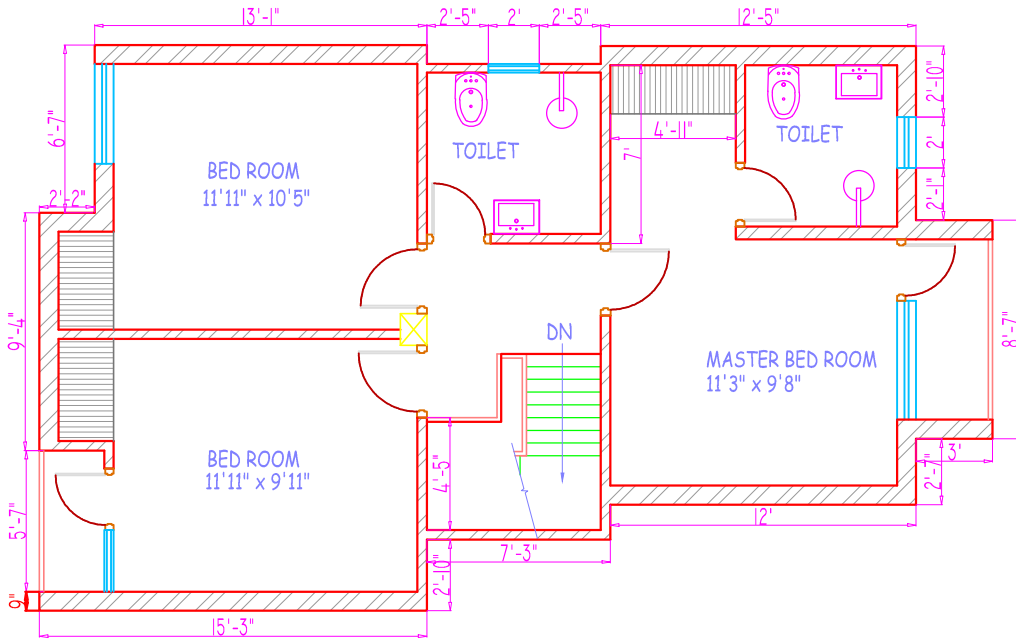 13'-1"
2'-5"
2'
2'-5"
12'-5"
6'-7"
2'-10"
4'-11"
7'
TOILET
TOILET
2'
BED ROOM
11'11" x 10'5"
2'-2"
2'-1"
9'-4"
DN
8'-7"
MASTER BED ROOM
11'3" x 9'8"
BED ROOM
11'11" x 9'11"
4'-5"
3'
2'-7"
5'-7"
12'
7'-3"
2'-10"
9"
15'-3"